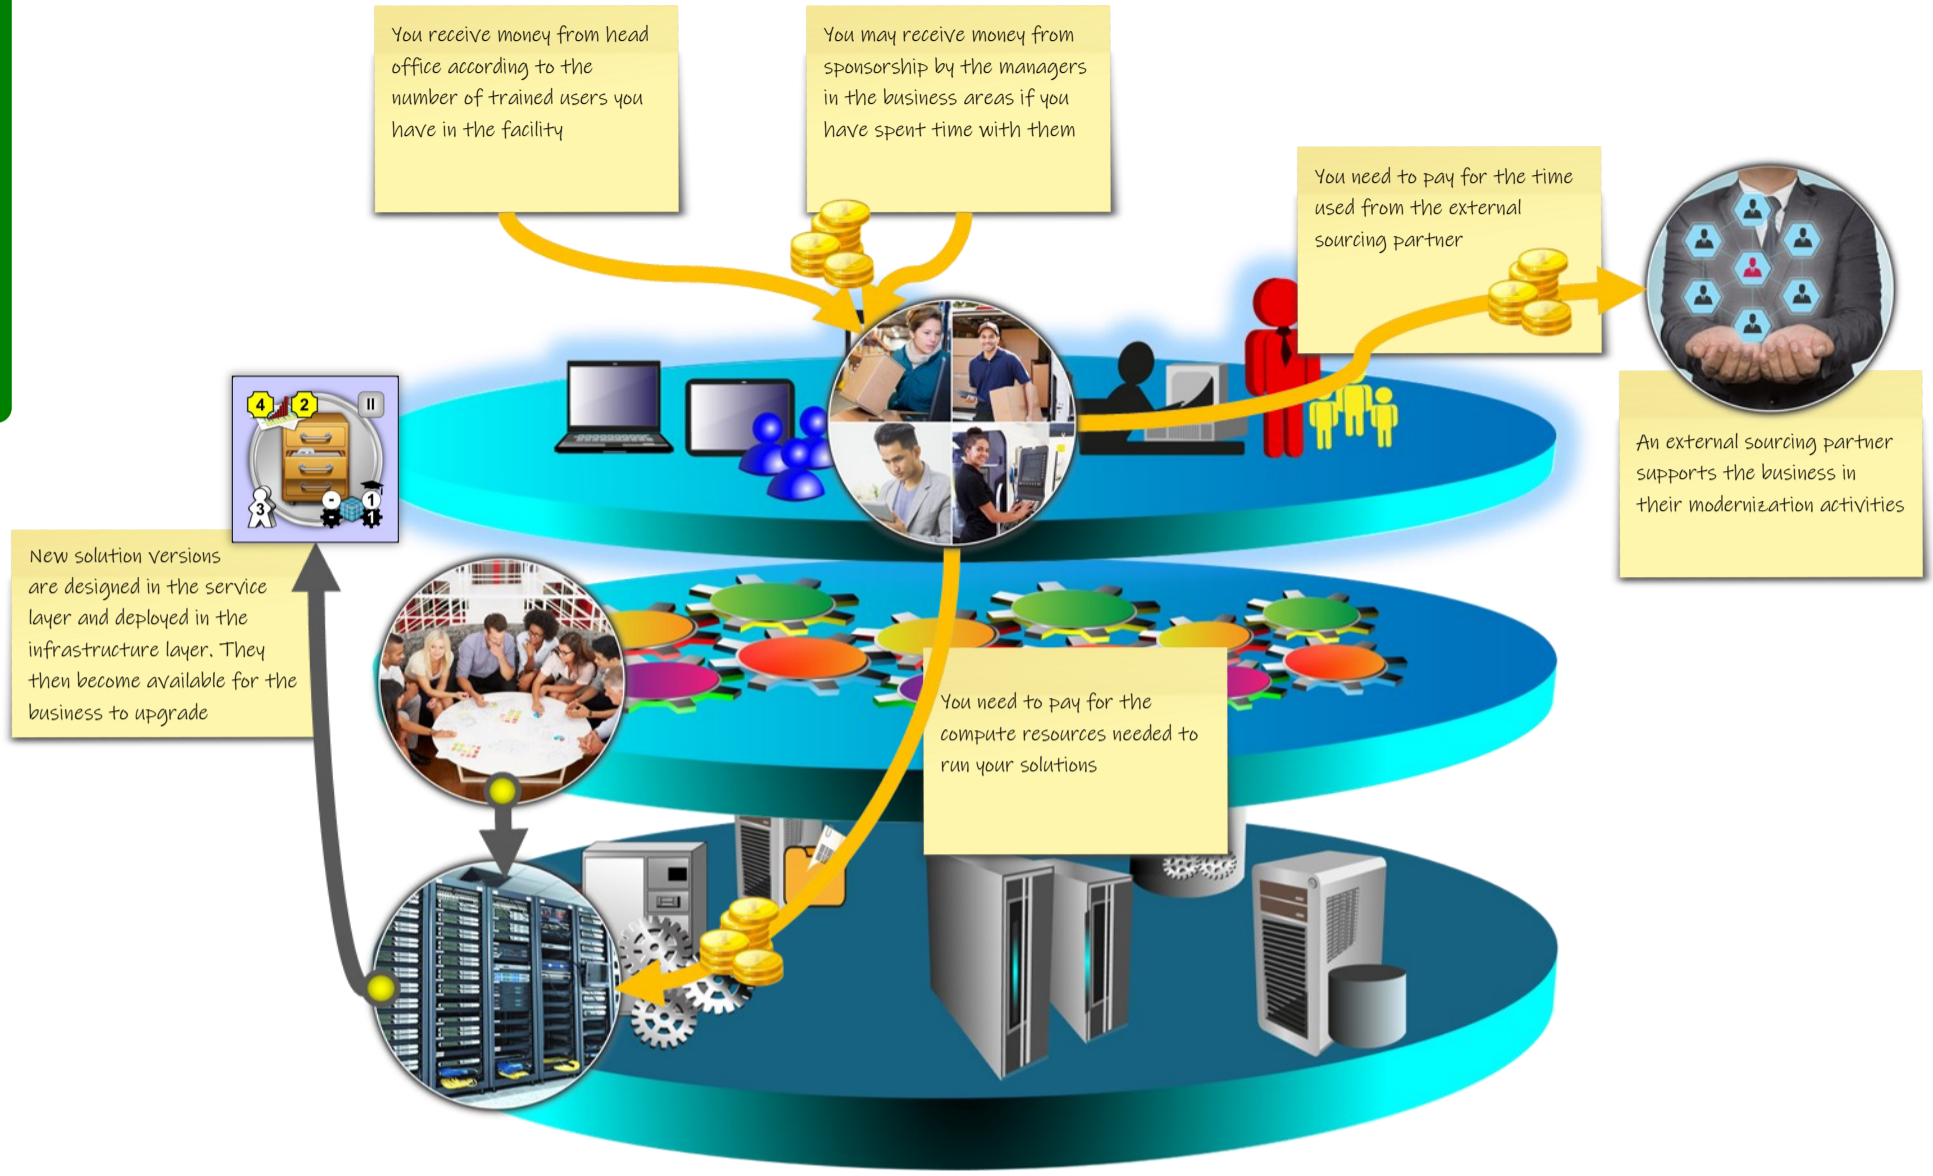 You receive money from head
office according to the
number of trained users you
have in the facility
You may receive money from
sponsorship by the managers
in the business areas if you
have spent time with them
You need to pay for the time
used from the external
sourcing partner
An external sourcing partner
supports the business in
their modernization activities
4 2 II
3 - 1
- 1
New solution versions
are designed in the service
layer and deployed in the
infrastructure layer. They
then become available for the
business to upgrade
You need to pay for the
compute resources needed to
run your solutions